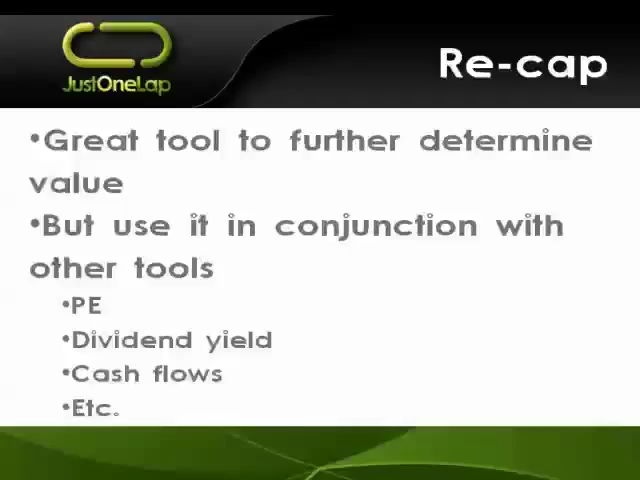 JustOneLap
Re-cap
•Great tool to further determine
value
•But use it in conjunction with
other tools
•PE
•Dividend yield
•Cash flows
•Etc.